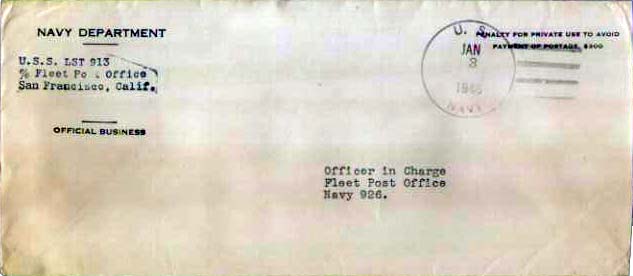 NAVY DEPARTMENT
U.S.S. LST 913
% Fleet Post Office
San Francisco, Calif.
OFFICIAL BUSINESS
U. S.
JAN
3
NAVY
PENALTY FOR PRIVATE USE TO AVOID
PAYMENT OF POSTAGE, $300
Officer in Charge
Fleet Post Office
Navy 926.